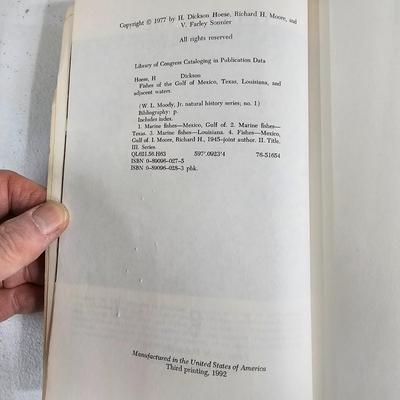 Copyright © 1977 by H. Dickson Hoese, Richard H. Moore, and
V. Farley Sonnier
All rights reserved
Library of Congress Cataloging in Publication Data
Hoese, H Dickson
Fishes of the Gulf of Mexico, Texas, Louisiana, and
adjacent waters.
(W. L. Moody, Jr. natural history series; no. 1)
Bibliography: p.
Includes index.
1. Marine fishes—Mexico, Gulf of. 2. Marine fishes—
Texas. 3. Marine fishes—Louisiana. 4. Fishes—Mexico,
Gulf of. I. Moore, Richard H., 1945– joint author. II. Title.
III. Series.
QL621.56.H63 597'.0923'4 76-51654
ISBN 0-89096-027-5
ISBN 0-89096-028-3 pbk.
Manufactured in the United States of America
Third printing, 1992